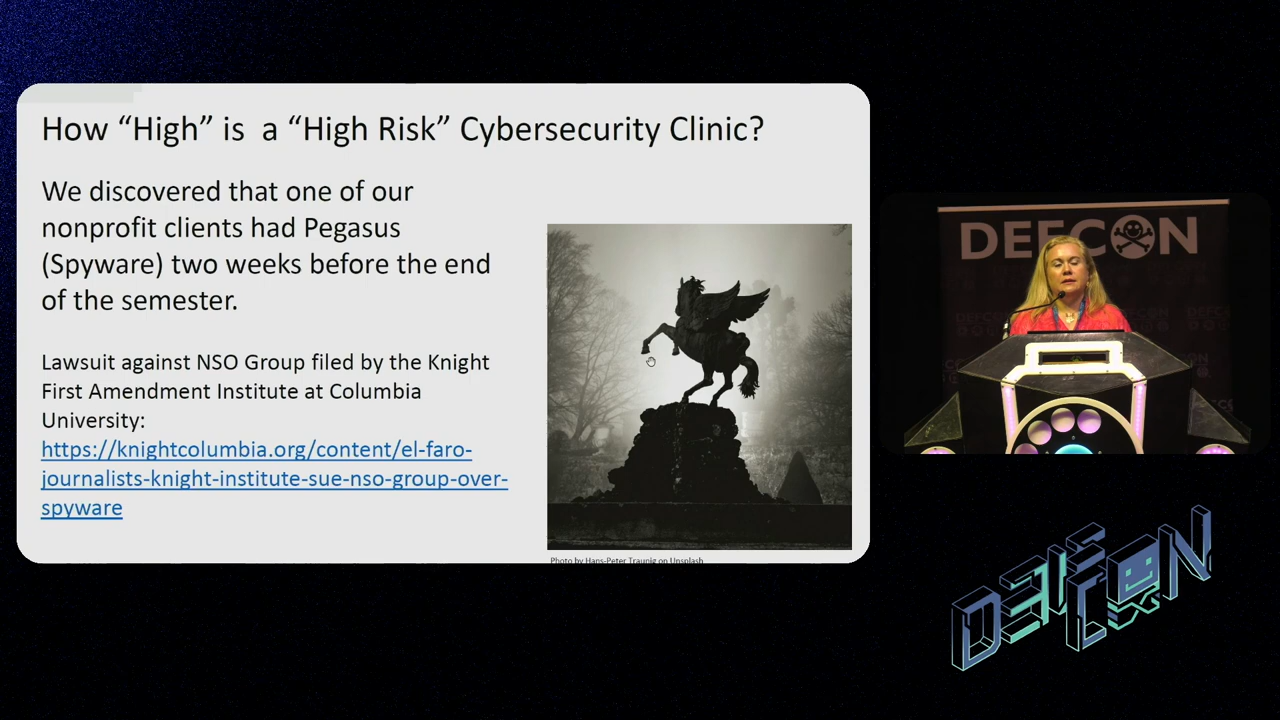 How “High” is a “High Risk” Cybersecurity Clinic?
We discovered that one of our
nonprofit clients had Pegasus
(Spyware) two weeks before the end
of the semester.
Lawsuit against NSO Group filed by the Knight
First Amendment Institute at Columbia
University:
https://knightcolumbia.org/content/el-faro-
journalists-knight-institute-sue-nso-group-over-
spyware
Photo by Hans-Peter Traunig on Unsplash
DEFCON
DEFCON